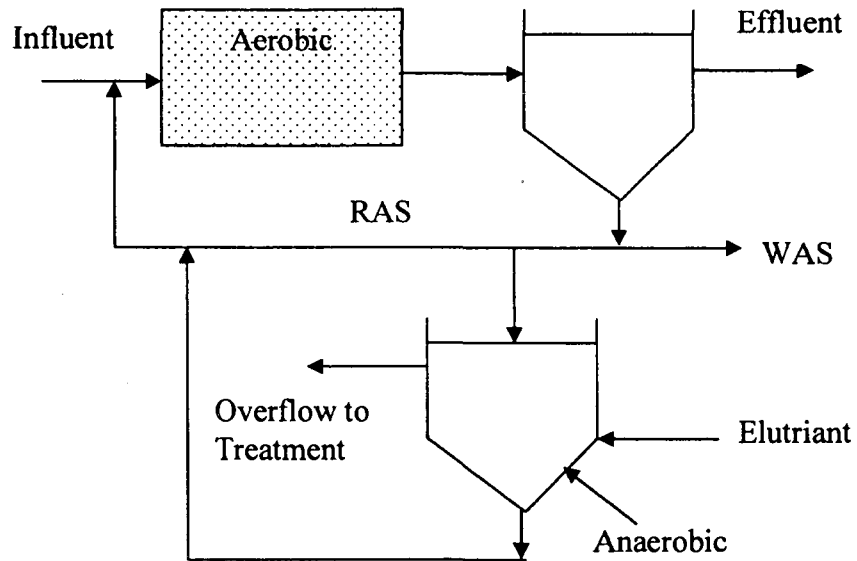 Influent
Aerobic
Effluent
RAS
WAS
Overflow to
Treatment
Elutriant
Anaerobic